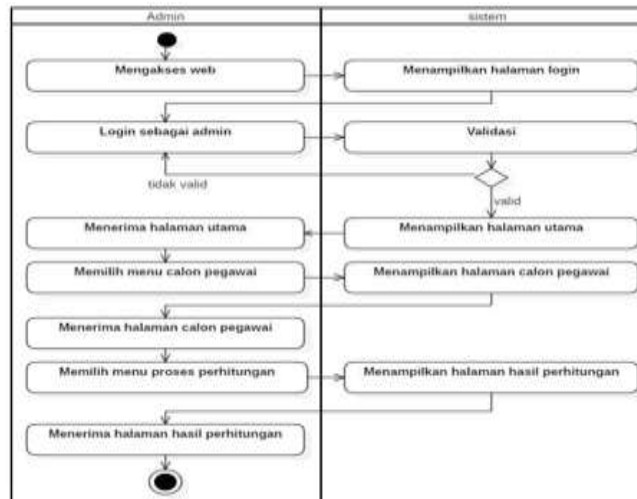 Admin
sistem
Mengakses web
Menampilkan halaman login
Login sebagai admin
Validasi
tidak valid
valid
Menerima halaman utama
Menampilkan halaman utama
Memilih menu calon pegawai
Menampilkan halaman calon pegawai
Menerima halaman calon pegawai
Memilih menu proses perhitungan
Menampilkan halaman hasil perhitungan
Menerima halaman hasil perhitungan